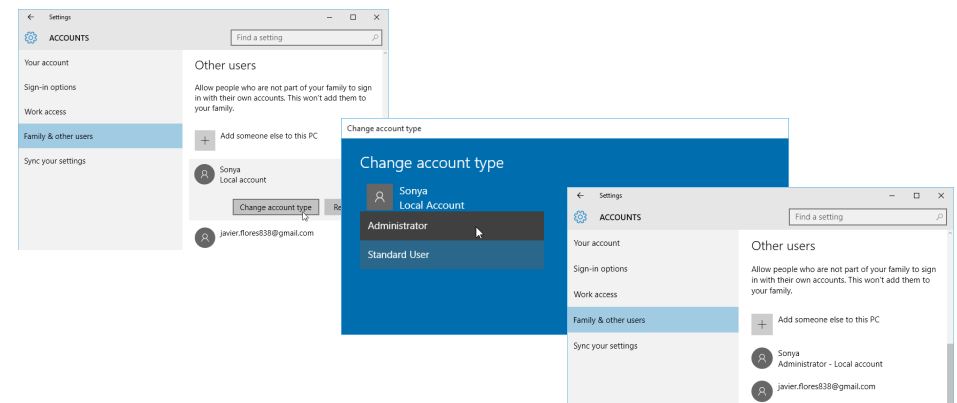 Settings
ACCOUNTS
Find a setting
Your account
Sign-in options
Work access
Family & other users
Sync your settings
Other users
Allow people who are not part of your family to sign
in with their own accounts. This won't add them to
your family.
Add someone else to this PC
Sonya
Local account
Change account type
Re
javier.flores838@gmail.com
Change account type
Change account type
Sonya
Local Account
Administrator
Standard User
Settings
ACCOUNTS
Find a setting
Your account
Sign-in options
Work access
Family & other users
Sync your settings
Other users
Allow people who are not part of your family to sign
in with their own accounts. This won't add them to
your family.
Add someone else to this PC
Sonya
Administrator - Local account
javier.flores838@gmail.com